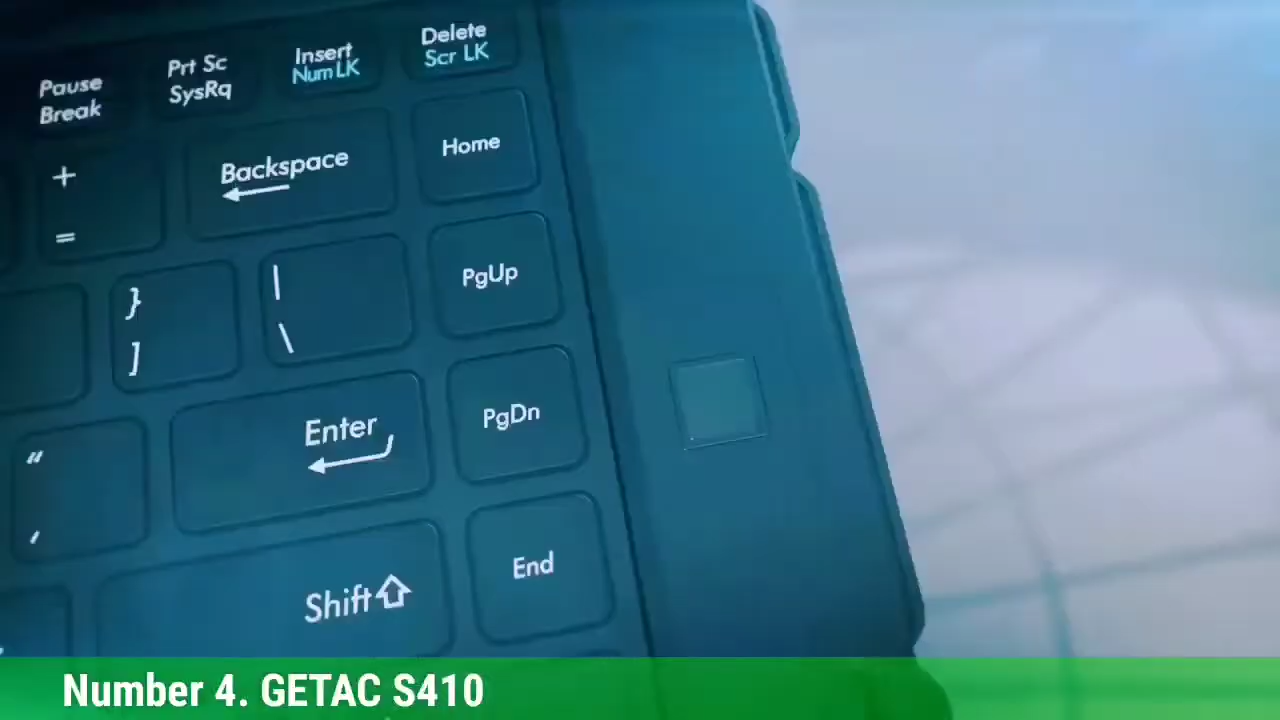 Delete
Scr LK
Insert
Num LK
Prt Sc
SysRq
Pause
Break
+
=
Backspace
Home
}
]
|
\
PgUp
"
'
Enter
PgDn
Shift
End
Number 4. GETAC S410